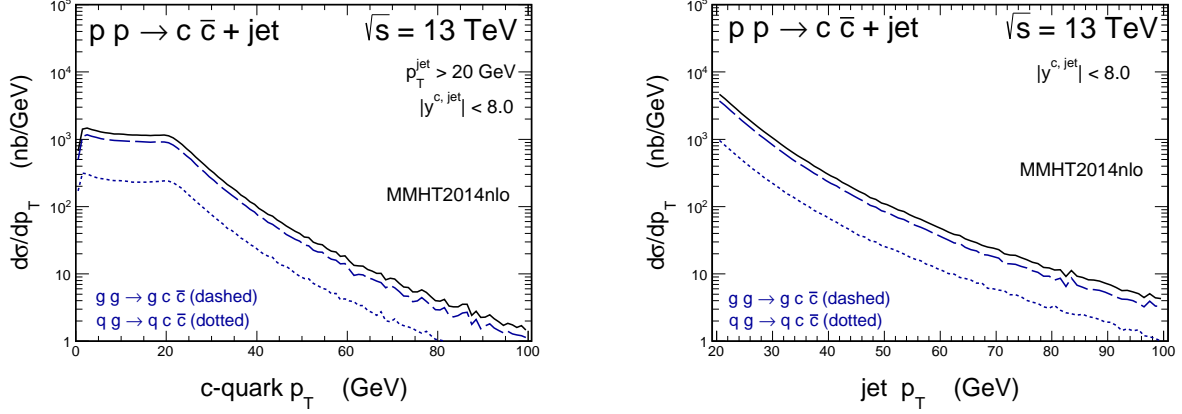 p p → c c̄ + jet √s = 13 TeV
p_T^jet > 20 GeV
|y^{c, jet}| < 8.0
MMHT2014nlo
g g → g c c̄ (dashed)
q g → q c c̄ (dotted)
dσ/dp_T (nb/GeV)
10^5
10^4
10^3
10^2
10
1
0 20 40 60 80 100
c-quark p_T (GeV)
p p → c c̄ + jet √s = 13 TeV
|y^{c, jet}| < 8.0
MMHT2014nlo
g g → g c c̄ (dashed)
q g → q c c̄ (dotted)
dσ/dp_T (nb/GeV)
10^5
10^4
10^3
10^2
10
1
20 30 40 50 60 70 80 90 100
jet p_T (GeV)